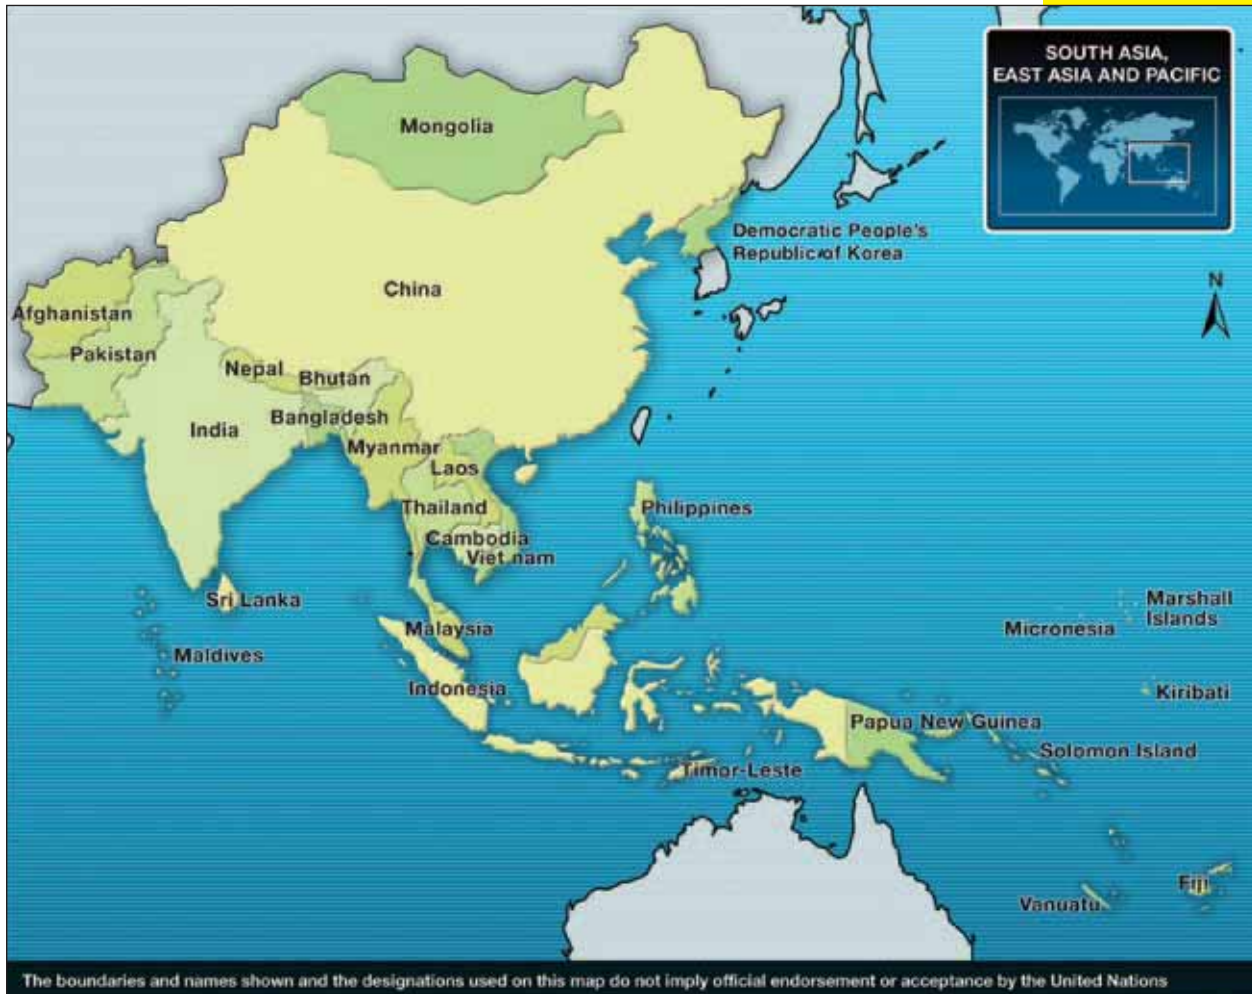 SOUTH ASIA,
EAST ASIA AND PACIFIC
Mongolia
Democratic People's
Republic of Korea
N
China
Afghanistan
Pakistan
Nepal
Bhutan
Bangladesh
India
Myanmar
Laos
Thailand
Philippines
Cambodia
Viet nam
Sri Lanka
Marshall
Islands
Malaysia
Micronesia
Maldives
Indonesia
Kiribati
Papua New Guinea
Solomon Island
Timor-Leste
Fiji
Vanuatu
The boundaries and names shown and the designations used on this map do not imply official endorsement or acceptance by the United Nations